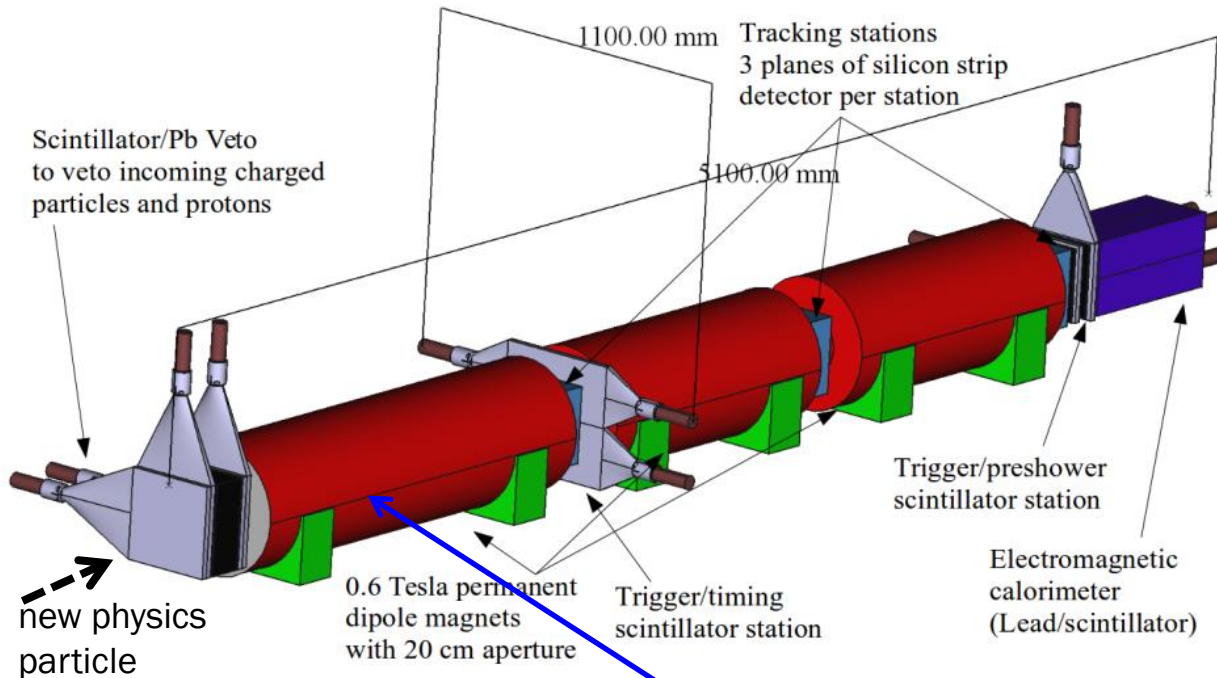 1100.00 mm
Tracking stations
3 planes of silicon strip
detector per station
Scintillator/Pb Veto
to veto incoming charged
particles and protons
5100.00 mm
Trigger/preshower
scintillator station
Electromagnetic
calorimeter
(Lead/scintillator)
0.6 Tesla permanent
dipole magnets
with 20 cm aperture
Trigger/timing
scintillator station
new physics
particle